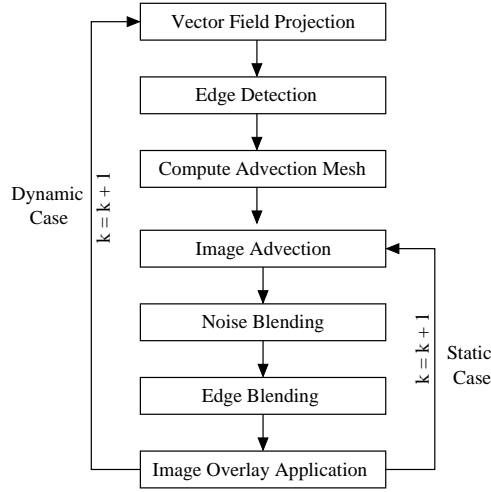 Vector Field Projection
Edge Detection
Compute Advection Mesh
Dynamic
Case
k = k + 1
Image Advection
Noise Blending
k = k + 1
Static
Case
Edge Blending
Image Overlay Application